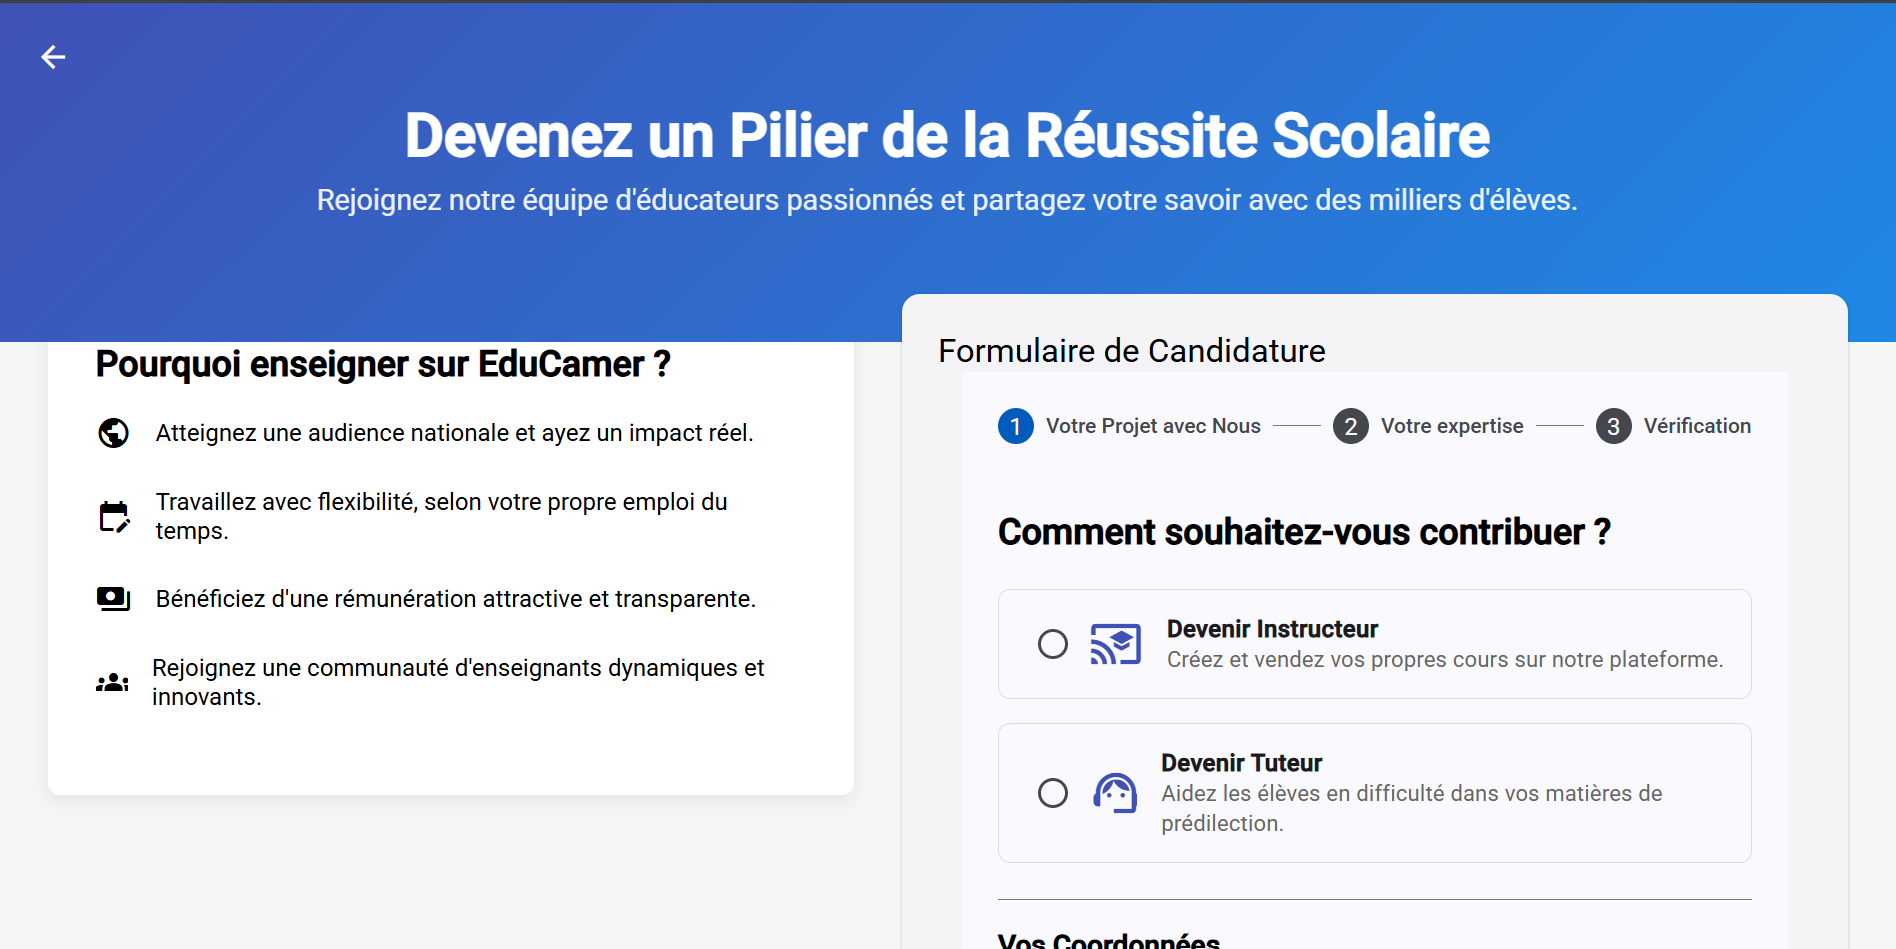 Devenez un Pilier de la Réussite Scolaire
Rejoignez notre équipe d'éducateurs passionnés et partagez votre savoir avec des milliers d'élèves.
Pourquoi enseigner sur EduCamer ?
Atteignez une audience nationale et ayez un impact réel.
Travaillez avec flexibilité, selon votre propre emploi du
temps.
Bénéficiez d'une rémunération attractive et transparente.
Rejoignez une communauté d'enseignants dynamiques et
innovants.
Formulaire de Candidature
1 Votre Projet avec Nous 2 Votre expertise 3 Vérification
Comment souhaitez-vous contribuer ?
Devenir Instructeur
Créez et vendez vos propres cours sur notre plateforme.
Devenir Tuteur
Aidez les élèves en difficulté dans vos matières de
prédilection.
Vos Coordonnées